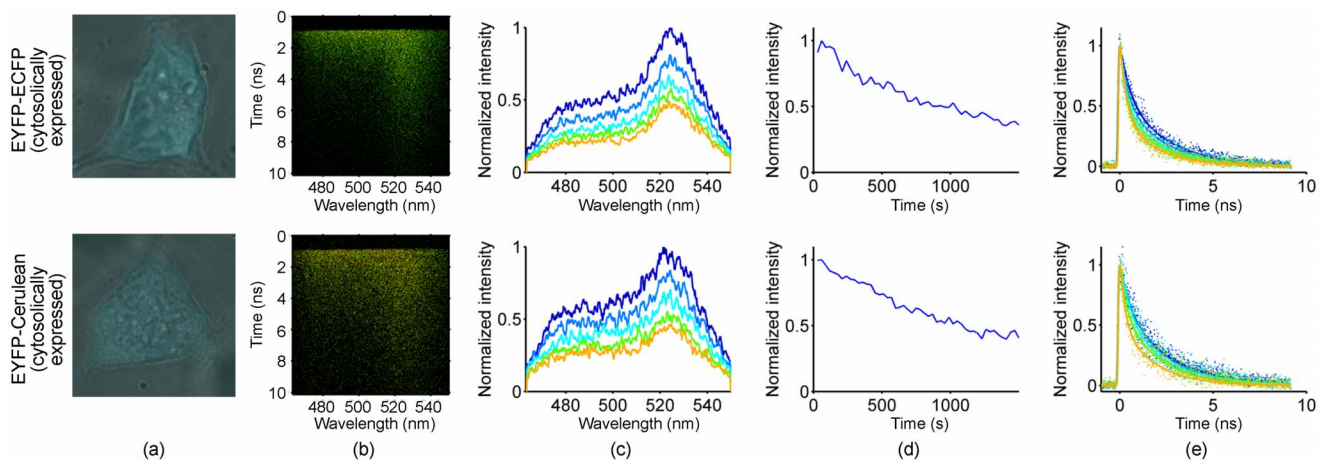 EYFP-ECFP
(cytosolically
expressed)
Time (ns)
0
2
4
6
8
10
480 500 520 540
Wavelength (nm)
Normalized intensity
1
0.5
0
480 500 520 540
Wavelength (nm)
Normalized intensity
1
0.5
0
0 500 1000
Time (s)
Normalized intensity
1
0.5
0
0 5 10
Time (ns)
EYFP-Cerulean
(cytosolically
expressed)
Time (ns)
0
2
4
6
8
10
480 500 520 540
Wavelength (nm)
Normalized intensity
1
0.5
0
480 500 520 540
Wavelength (nm)
Normalized intensity
1
0.5
0
0 500 1000
Time (s)
Normalized intensity
1
0.5
0
0 5 10
Time (ns)
(a) (b) (c) (d) (e)